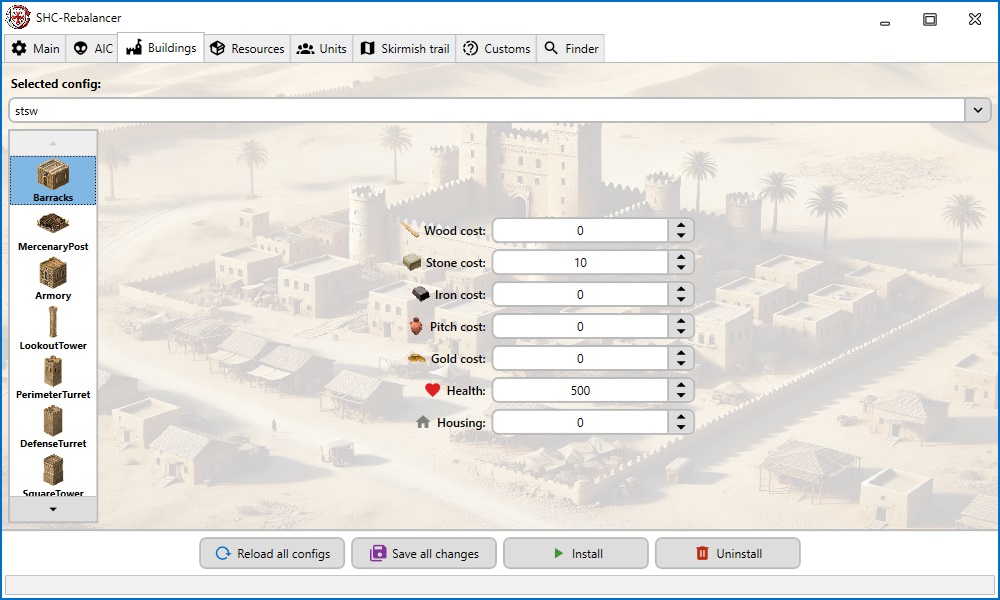 SHC-Rebalancer
Main AIC Buildings Resources Units Skirmish trail Customs Finder
Selected config:
stsw
Barracks
MercenaryPost
Armory
LookoutTower
PerimeterTurret
DefenseTurret
SquareTower
Wood cost: 0
Stone cost: 10
Iron cost: 0
Pitch cost: 0
Gold cost: 0
Health: 500
Housing: 0
Reload all configs Save all changes Install Uninstall